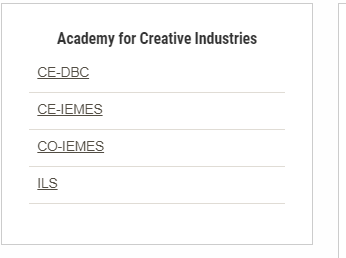 Academy for Creative Industries
CE-DBC
CE-IEMES
CO-IEMES
ILS